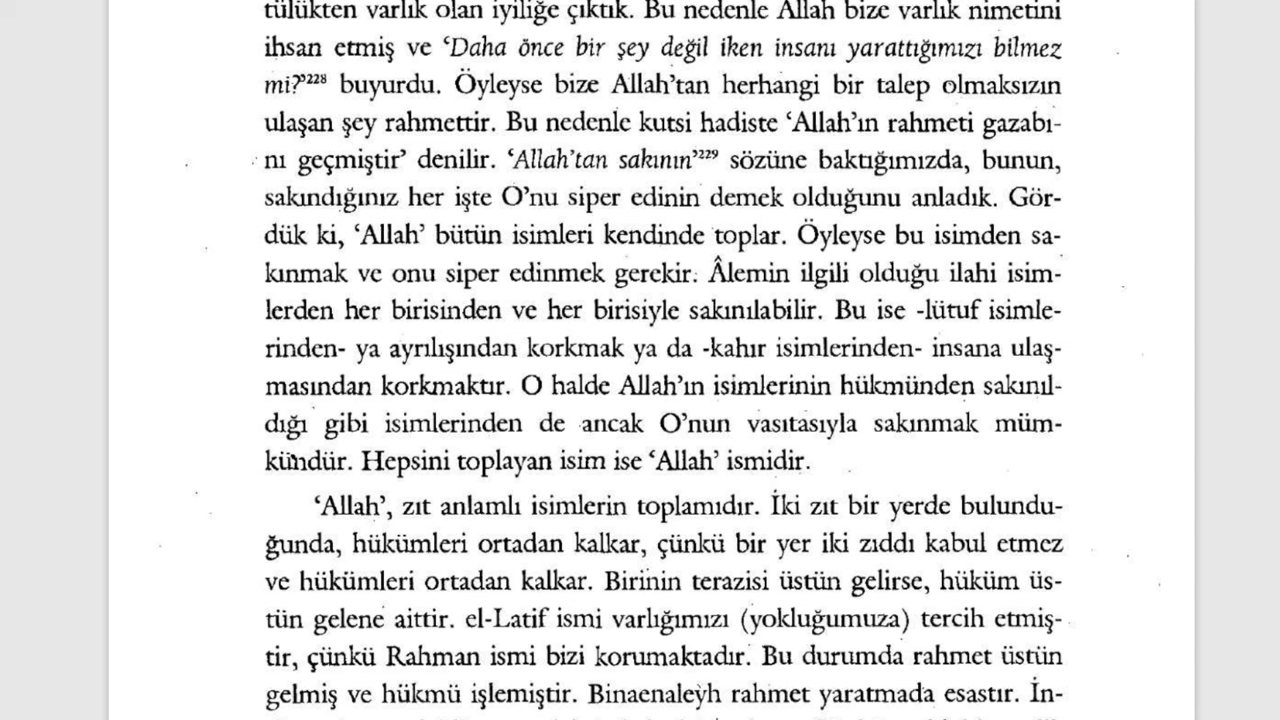 tülükten varlık olan iyiliğe çıktık. Bu nedenle Allah bize varlık nimetini
ihsan etmiş ve ‘Daha önce bir şey değil iken insanı yarattığımızı bilmez
mi?’²²⁸ buyurdu. Öyleyse bize Allah’tan herhangi bir talep olmaksızın
ulaşan şey rahmettir. Bu nedenle kutsi hadiste ‘Allah’ın rahmeti gazabı-
nı geçmiştir’ denilir. ‘Allah’tan sakının’²²⁹ sözüne baktığımızda, bunun,
sakındığınız her işte O’nu siper edinin demek olduğunu anladık. Gör-
dük ki, ‘Allah’ bütün isimleri kendinde toplar. Öyleyse bu isimden sa-
kınmak ve onu siper edinmek gerekir. Âlemin ilgili olduğu ilahi isim-
lerden her birisinden ve her birisiyle sakınılabilir. Bu ise -lütuf isimle-
rinden- ya ayrılışından korkmak ya da -kahır isimlerinden- insana ulaş-
masından korkmaktır. O halde Allah’ın isimlerinin hükmünden sakınıl-
dığı gibi isimlerinden de ancak O’nun vasıtasıyla sakınmak müm-
kündür. Hepsini toplayan isim ise ‘Allah’ ismidir.
‘Allah’, zıt anlamlı isimlerin toplamıdır. İki zıt bir yerde bulundu-
ğunda, hükümleri ortadan kalkar, çünkü bir yer iki zıddı kabul etmez
ve hükümleri ortadan kalkar. Birinin terazisi üstün gelirse, hüküm üs-
tün gelene aittir. el-Latif ismi varlığımızı (yokluğumuza) tercih etmiş-
tir, çünkü Rahman ismi bizi korumaktadır. Bu durumda rahmet üstün
gelmiş ve hükmü işlemiştir. Binaenaleyh rahmet yaratmada esastır. İn-